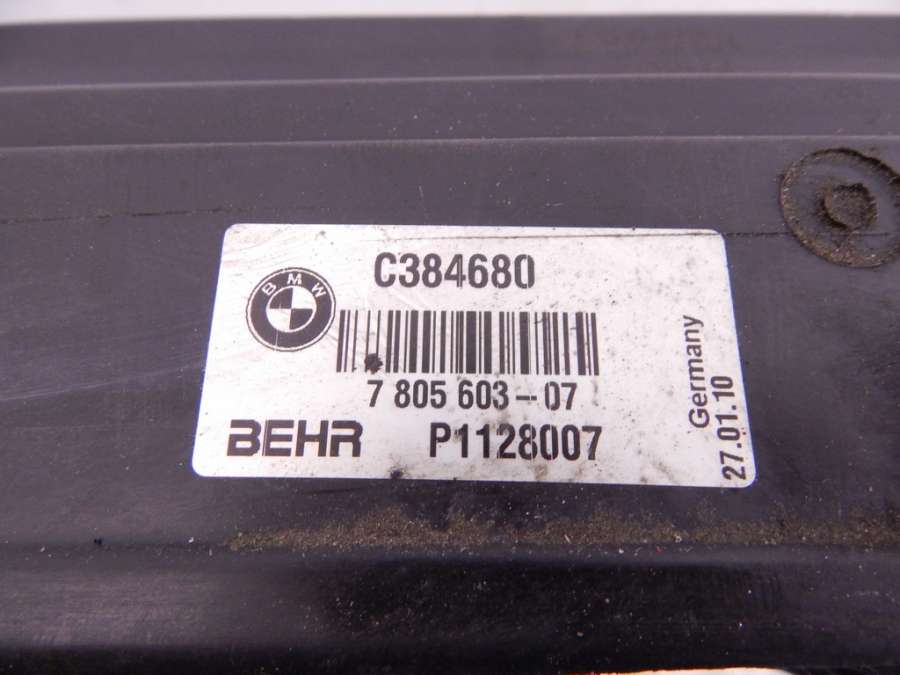 C384680
BMW
7 805 603-07
BEHR P1128007
Germany
27.01.10